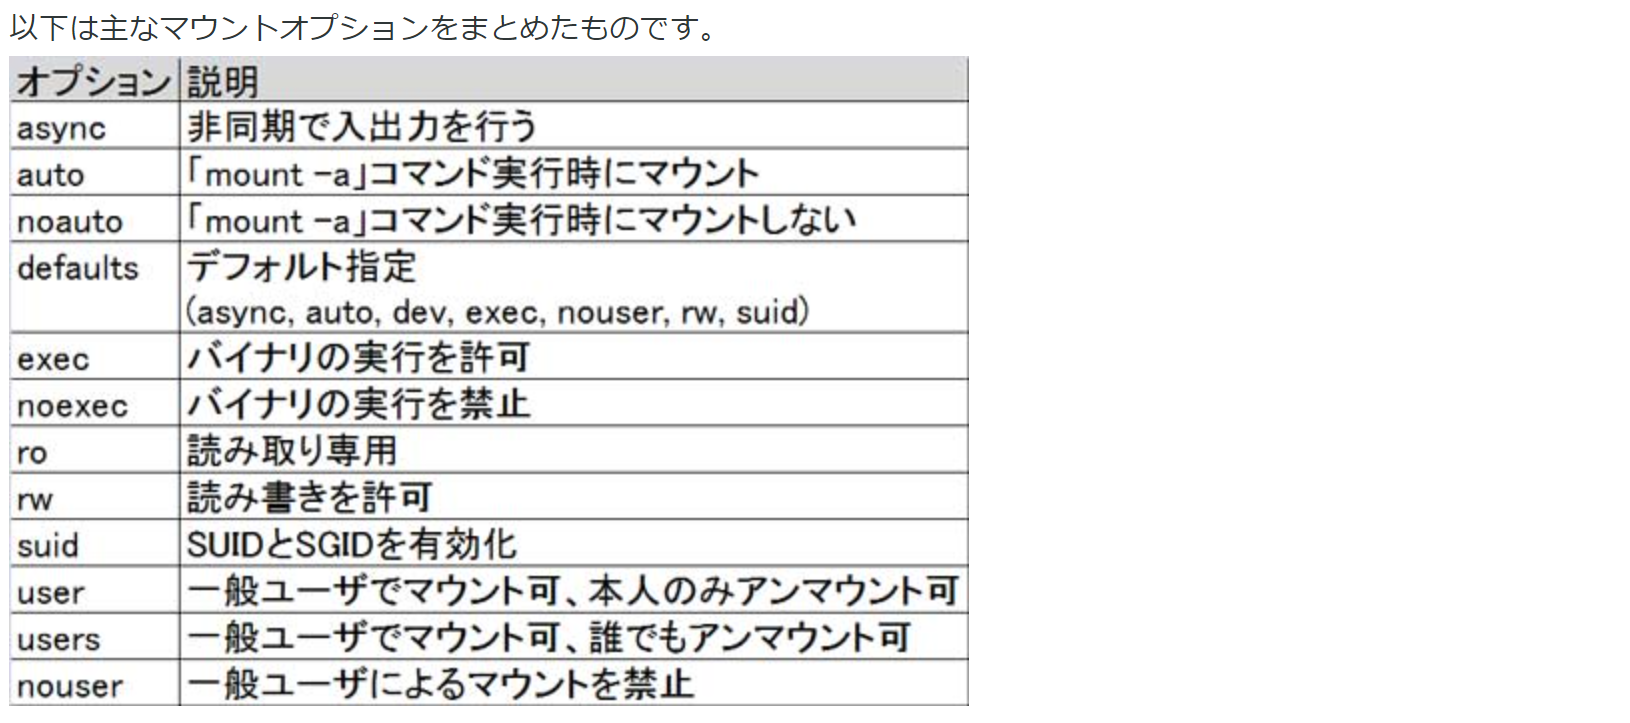 以下は主なマウントオプションをまとめたものです。
オプション 説明
async 非同期で入出力を行う
auto 「mount -a」コマンド実行時にマウント
noauto 「mount -a」コマンド実行時にマウントしない
defaults デフォルト指定
(async, auto, dev, exec, nouser, rw, suid)
exec バイナリの実行を許可
noexec バイナリの実行を禁止
ro 読み取り専用
rw 読み書きを許可
suid SUIDとSGIDを有効化
user 一般ユーザでマウント可、本人のみアンマウント可
users 一般ユーザでマウント可、誰でもアンマウント可
nouser 一般ユーザによるマウントを禁止